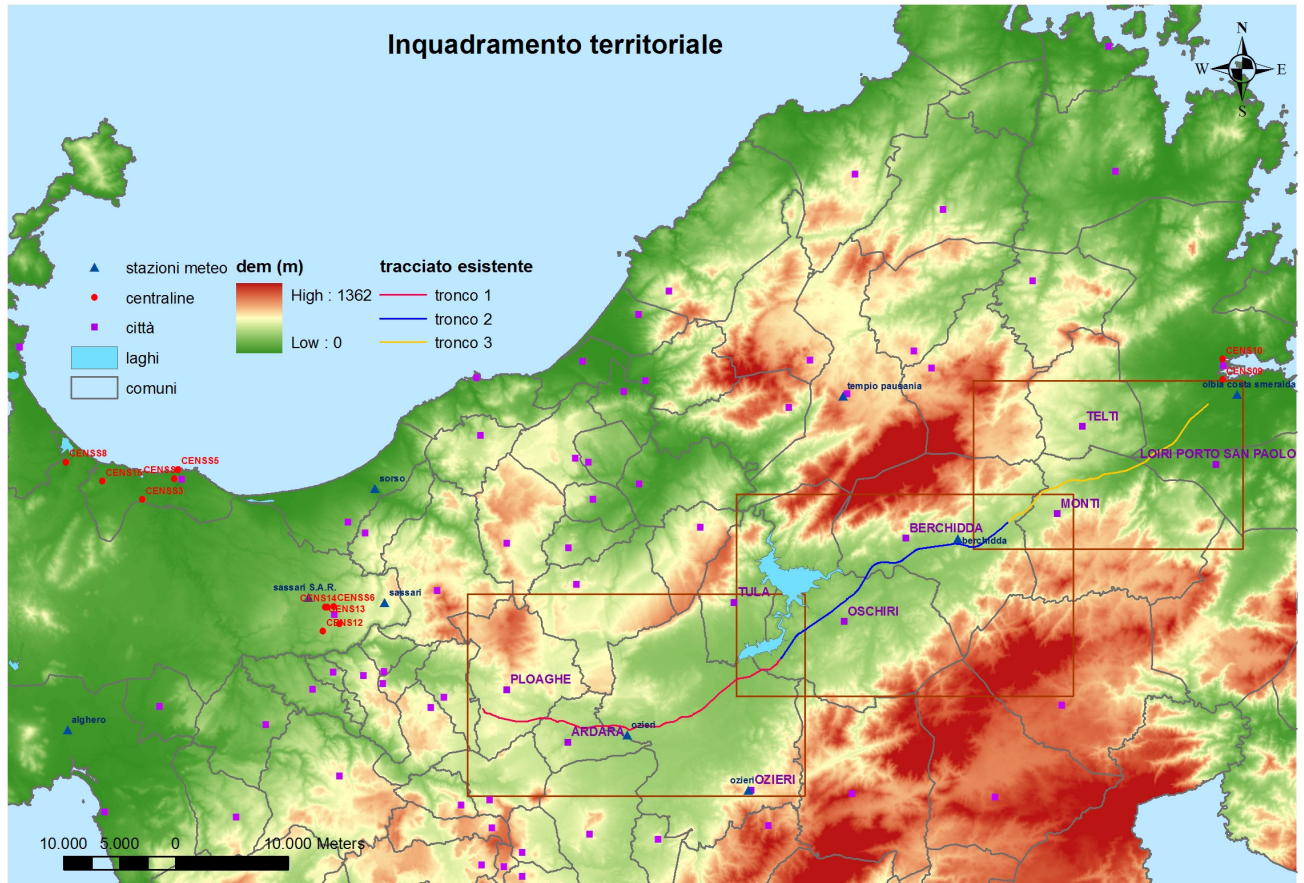 Inquadramento territoriale
N
W
E
S
stazioni meteo
centraline
città
laghi
comuni
dem (m)
High : 1362
Low : 0
tracciato esistente
tronco 1
tronco 2
tronco 3
CENS10
CENS09
olbia costa smeralda
tempio pausania
TELTI
LOIRI PORTO SAN PAOLO
CENSS8
CENSS5
CENSS3
sorso
MONTI
BERCHIDDA
berchidda
sassari S.A.R.
CENS14
CENSS6
CENS13
sassari
CENS12
TULA
OSCHIRI
PLOAGHE
alghero
ozieri
ARDARA
ozieri
OZIERI
10.000
5.000
0
10.000 Meters